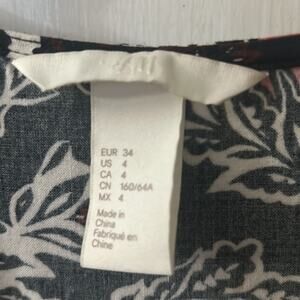 EUR 34
US 4
CA 4
CN 160/64A
MX 4
Made in
China
Fabriqué en
Chine